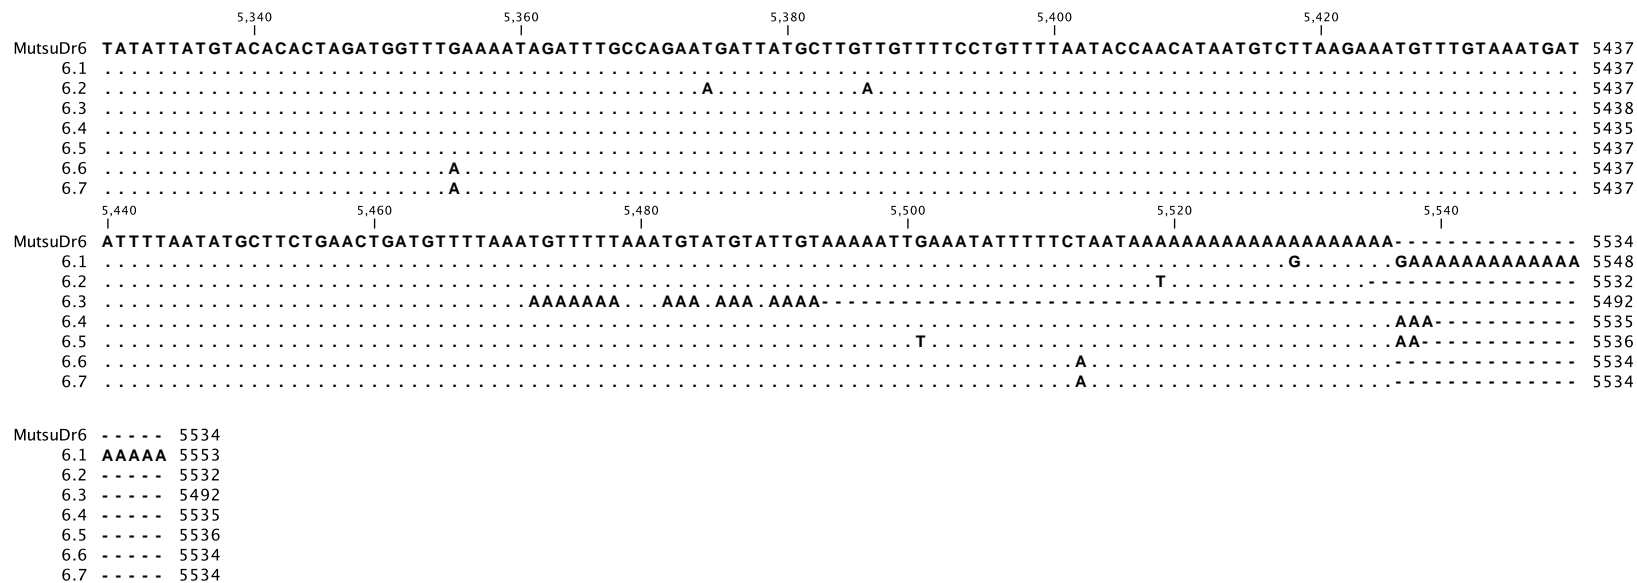 5,340 5,360 5,380 5,400 5,420
MutsuDr6 TATATTATGTACACACTAGATGGTTTGAAAATAGATTTGCCAGAATGATTATGCTTGTTGTTTTCCTGTTTTAATACCAACATAATGTCTTAAGAAATGTTTGTAAATGAT 5437
6.1 ............................................................................................................... 5437
6.2 .............................................A...........A..................................................... 5437
6.3 ............................................................................................................... 5438
6.4 ............................................................................................................... 5435
6.5 ............................................................................................................... 5437
6.6 ..........................A.................................................................................... 5437
6.7 ..........................A.................................................................................... 5437
5,440 5,460 5,480 5,500 5,520 5,540
MutsuDr6 ATTTTAATATGCTTCTGAACTGATGTTTTAAATGTTTTTAAATGTATGTATTGTAAAAATTGAAATATTTTTCTAATAAAAAAAAAAAAAAAAAAAA-------------- 5534
6.1 .........................................................................................G.......GAAAAAAAAAAAAA 5548
6.2 ...............................................................................T...............---------------- 5532
6.3 ................................AAAAAAA...AAA.AAA.AAAA--------------------------------------------------------- 5492
6.4 .................................................................................................AAA----------- 5535
6.5 .............................................................T...................................AA------------ 5536
6.6 .........................................................................A.......................-------------- 5534
6.7 .........................................................................A.......................-------------- 5534
MutsuDr6 ----- 5534
6.1 AAAAA 5553
6.2 ----- 5532
6.3 ----- 5492
6.4 ----- 5535
6.5 ----- 5536
6.6 ----- 5534
6.7 ----- 5534